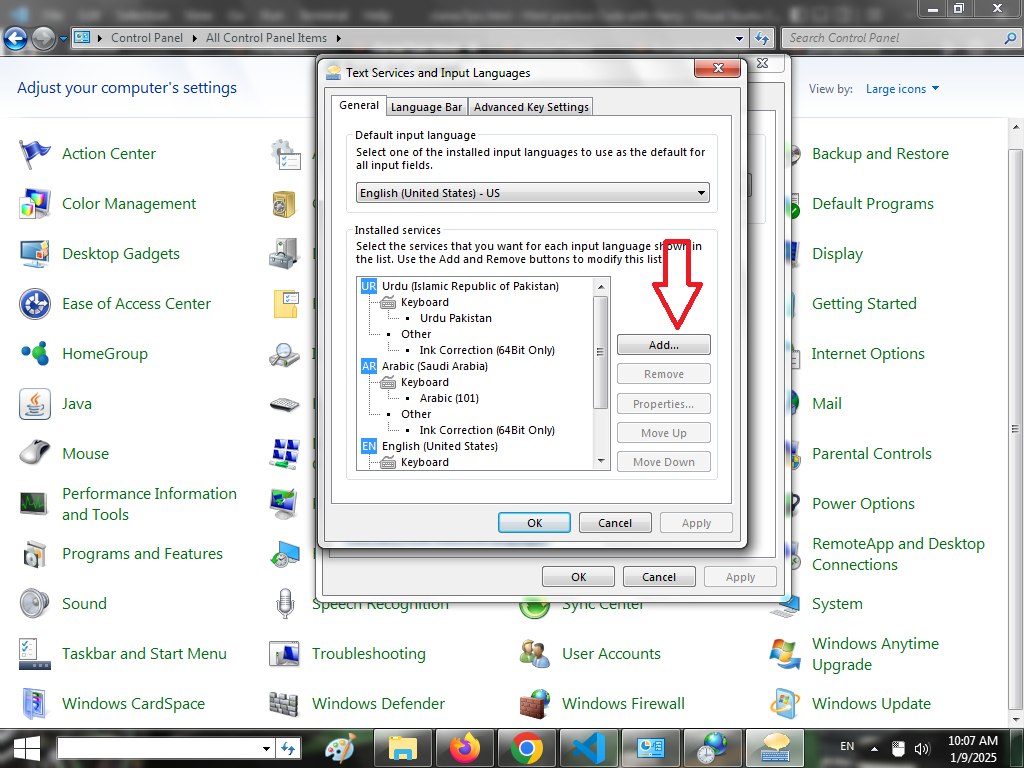 Control Panel
All Control Panel Items
Search Control Panel
Adjust your computer's settings
View by:
Large icons
Text Services and Input Languages
General
Language Bar
Advanced Key Settings
Default input language
Select one of the installed input languages to use as the default for
all input fields.
English (United States) - US
Installed services
Select the services that you want for each input language shown in
the list. Use the Add and Remove buttons to modify this list.
UR Urdu (Islamic Republic of Pakistan)
Keyboard
Urdu Pakistan
Other
Ink Correction (64Bit Only)
AR Arabic (Saudi Arabia)
Keyboard
Arabic (101)
Other
Ink Correction (64Bit Only)
EN English (United States)
Keyboard
Add...
Remove
Properties...
Move Up
Move Down
OK
Cancel
Apply
OK
Cancel
Apply
Action Center
Backup and Restore
Color Management
Default Programs
Desktop Gadgets
Display
Ease of Access Center
Getting Started
HomeGroup
Internet Options
Java
Mail
Mouse
Parental Controls
Performance Information
and Tools
Power Options
Programs and Features
RemoteApp and Desktop
Connections
Sound
Speech Recognition
Sync Center
System
Taskbar and Start Menu
Troubleshooting
User Accounts
Windows Anytime
Upgrade
Windows CardSpace
Windows Defender
Windows Firewall
Windows Update
EN
10:07 AM
1/9/2025